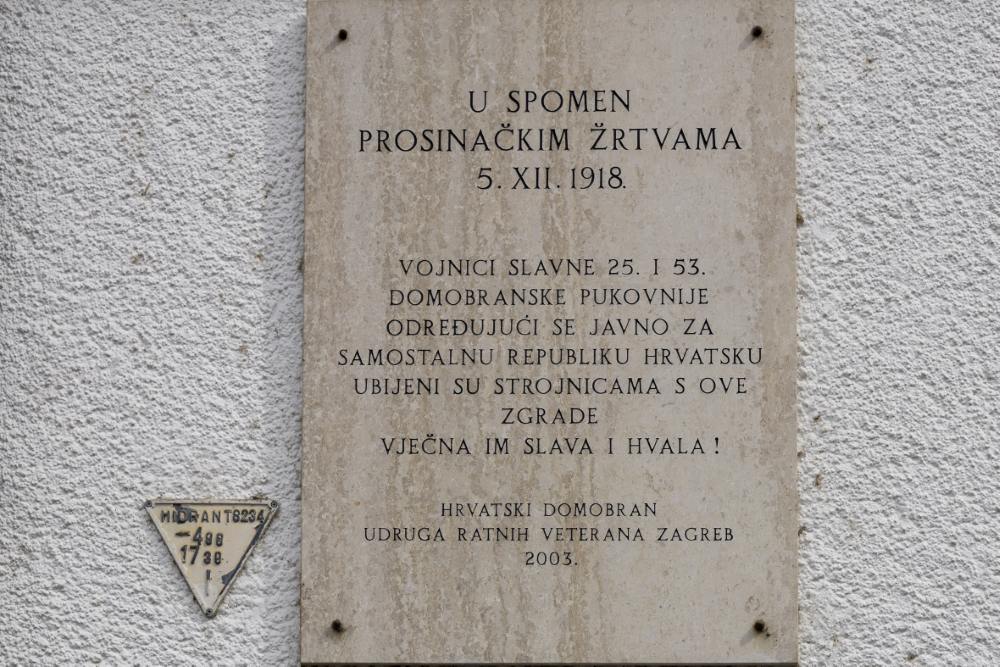 U SPOMEN
PROSINAČKIM ŽRTVAMA
5. XII. 1918.
VOJNICI SLAVNE 25. I 53.
DOMOBRANSKE PUKOVNIJE
ODREĐUJUĆI SE JAVNO ZA
SAMOSTALNU REPUBLIKU HRVATSKU
UBIJENI SU STROJNICAMA S OVE
ZGRADE
VJEČNA IM SLAVA I HVALA!
HRVATSKI DOMOBRAN
UDRUGA RATNIH VETERANA ZAGREB
2003.
HIDRANT 6234